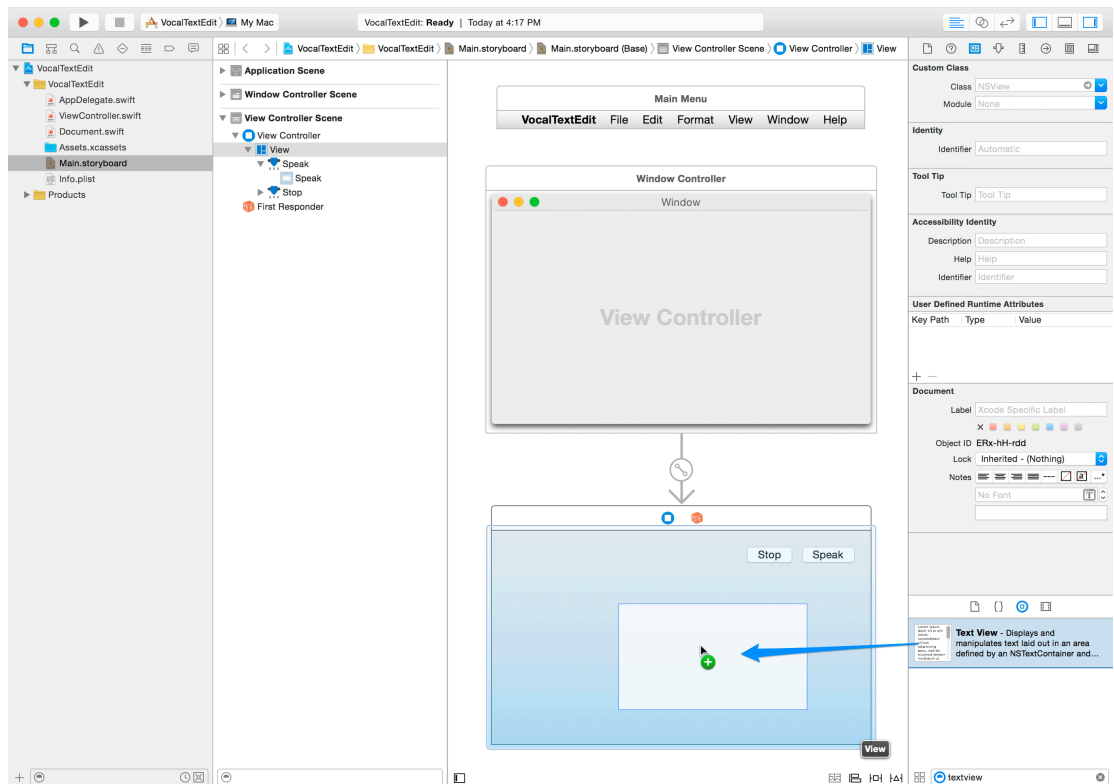 VocalTextEdit
My Mac
VocalTextEdit: Ready | Today at 4:17 PM
VocalTextEdit
VocalTextEdit
Main.storyboard
Main.storyboard (Base)
View Controller Scene
View Controller
View
VocalTextEdit
VocalTextEdit
AppDelegate.swift
ViewController.swift
Document.swift
Assets.xcassets
Main.storyboard
Info.plist
Products
Application Scene
Window Controller Scene
View Controller Scene
View Controller
View
Speak
Speak
Stop
First Responder
Main Menu
VocalTextEdit File Edit Format View Window Help
Window Controller
Window
View Controller
Stop Speak
View
Custom Class
Class NSView
Module None
Identity
Identifier Automatic
Tool Tip
Tool Tip Tool Tip
Accessibility Identity
Description Description
Help Help
Identifier Identifier
User Defined Runtime Attributes
Key Path Type Value
Document
Label Xcode Specific Label
Object ID ERx-hH-rdd
Lock Inherited - (Nothing)
Notes
No Font
Text View - Displays and
manipulates text laid out in an area
defined by an NSTextContainer and...
textview